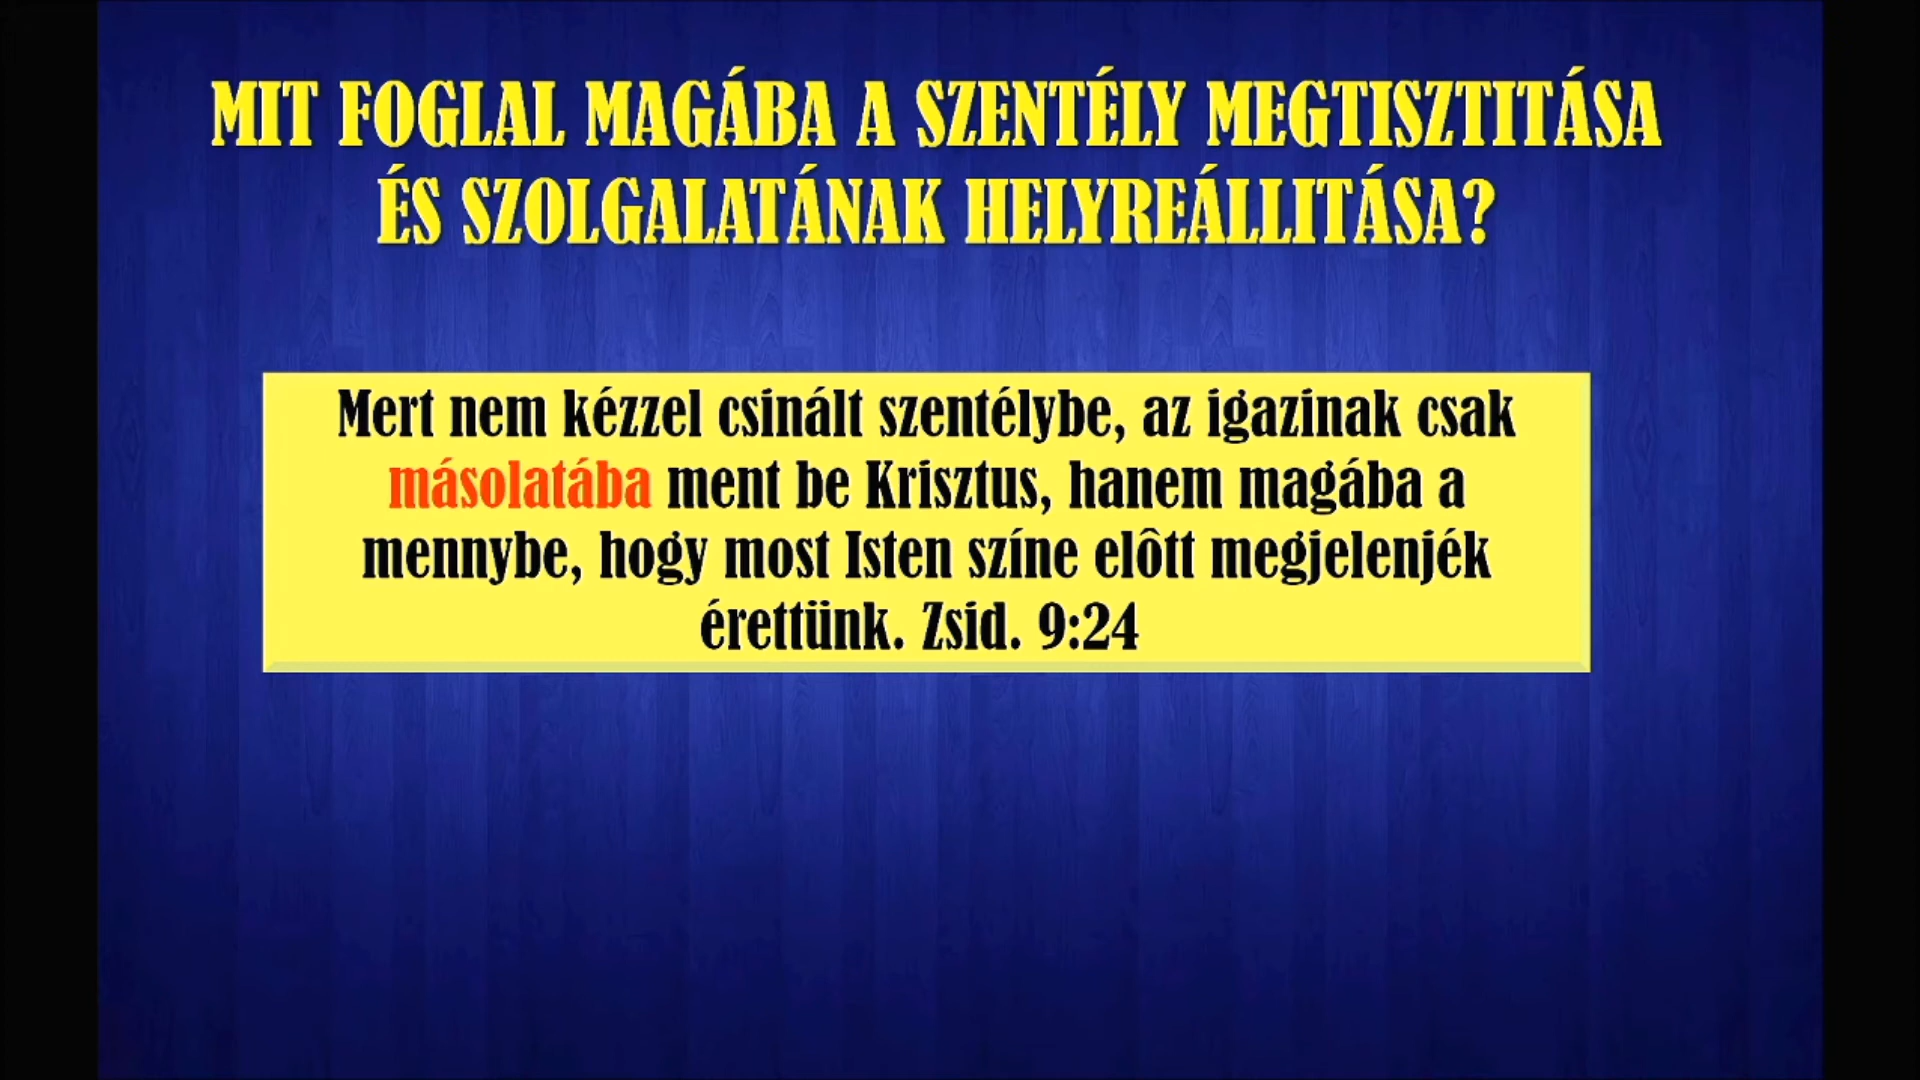 MIT FOGLAL MAGÁBA A SZENTÉLY MEGTISZTITÁSA
ÉS SZOLGALATÁNAK HELYREÁLLITÁSA?
Mert nem kézzel csinált szentélybe, az igazinak csak
másolatába ment be Krisztus, hanem magába a
mennybe, hogy most Isten színe elôtt megjelenjék
érettünk. Zsid. 9:24